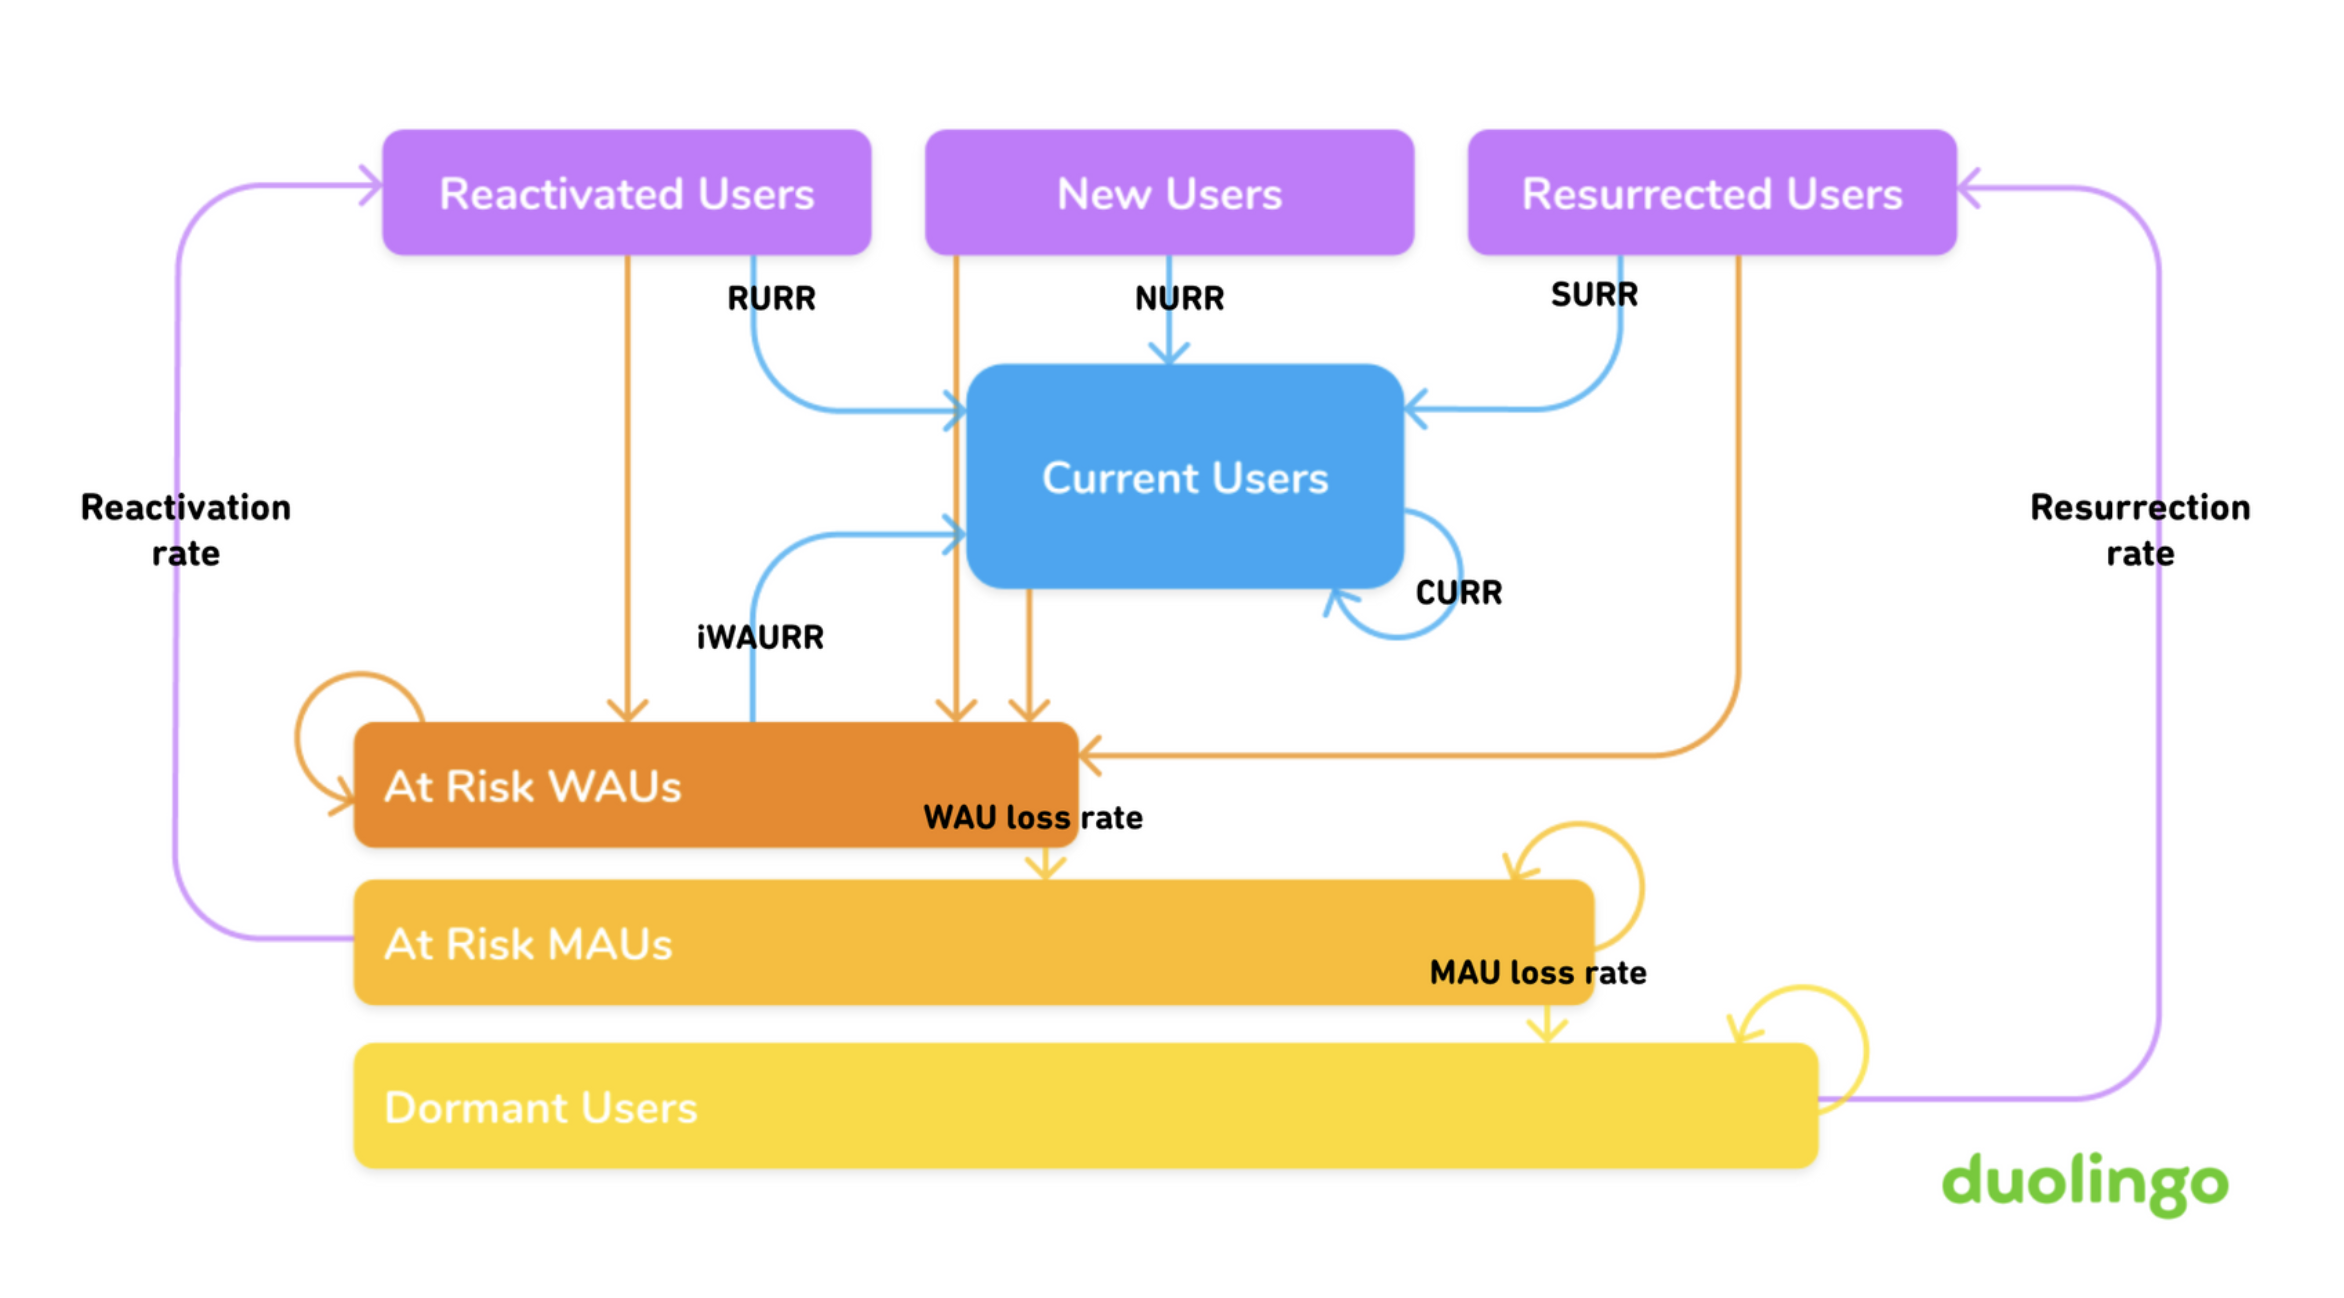 Reactivated Users
New Users
Resurrected Users
RURR
NURR
SURR
Current Users
Reactivation
rate
Resurrection
rate
CURR
iWAURR
At Risk WAUs
WAU loss rate
At Risk MAUs
MAU loss rate
Dormant Users
duolingo